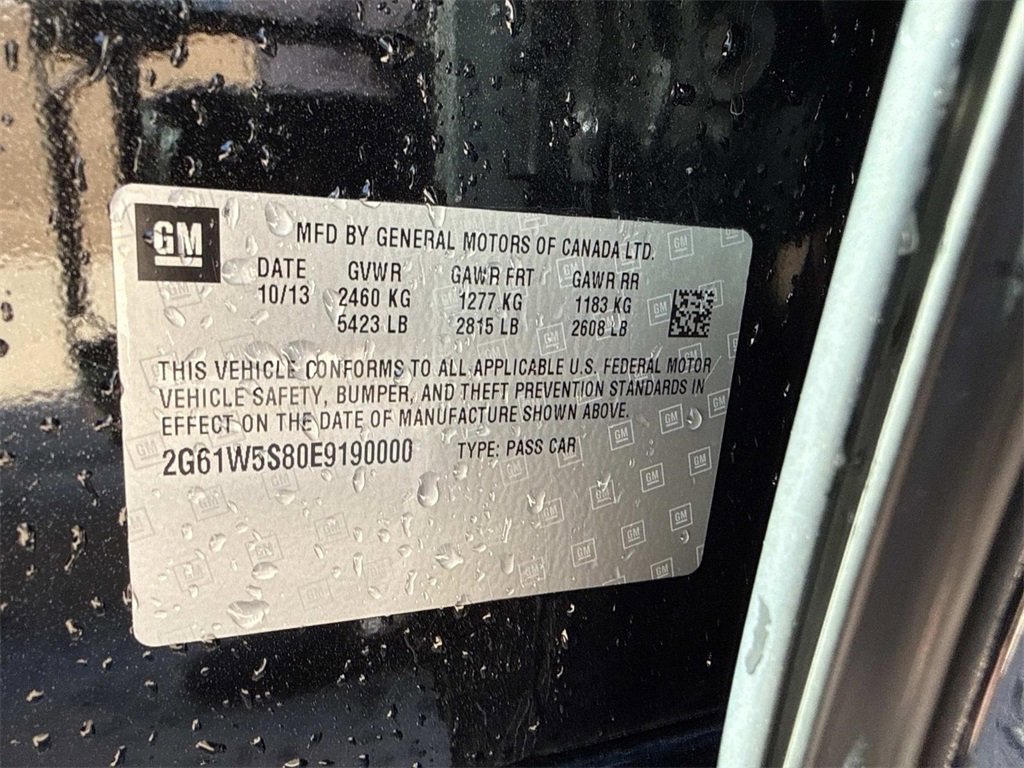 GM
MFD BY GENERAL MOTORS OF CANADA LTD.
DATE GVWR GAWR FRT GAWR RR
10/13 2460 KG 1277 KG 1183 KG
5423 LB 2815 LB 2608 LB
THIS VEHICLE CONFORMS TO ALL APPLICABLE U.S. FEDERAL MOTOR
VEHICLE SAFETY, BUMPER, AND THEFT PREVENTION STANDARDS IN
EFFECT ON THE DATE OF MANUFACTURE SHOWN ABOVE.
2G61W5S80E9190000 TYPE: PASS CAR